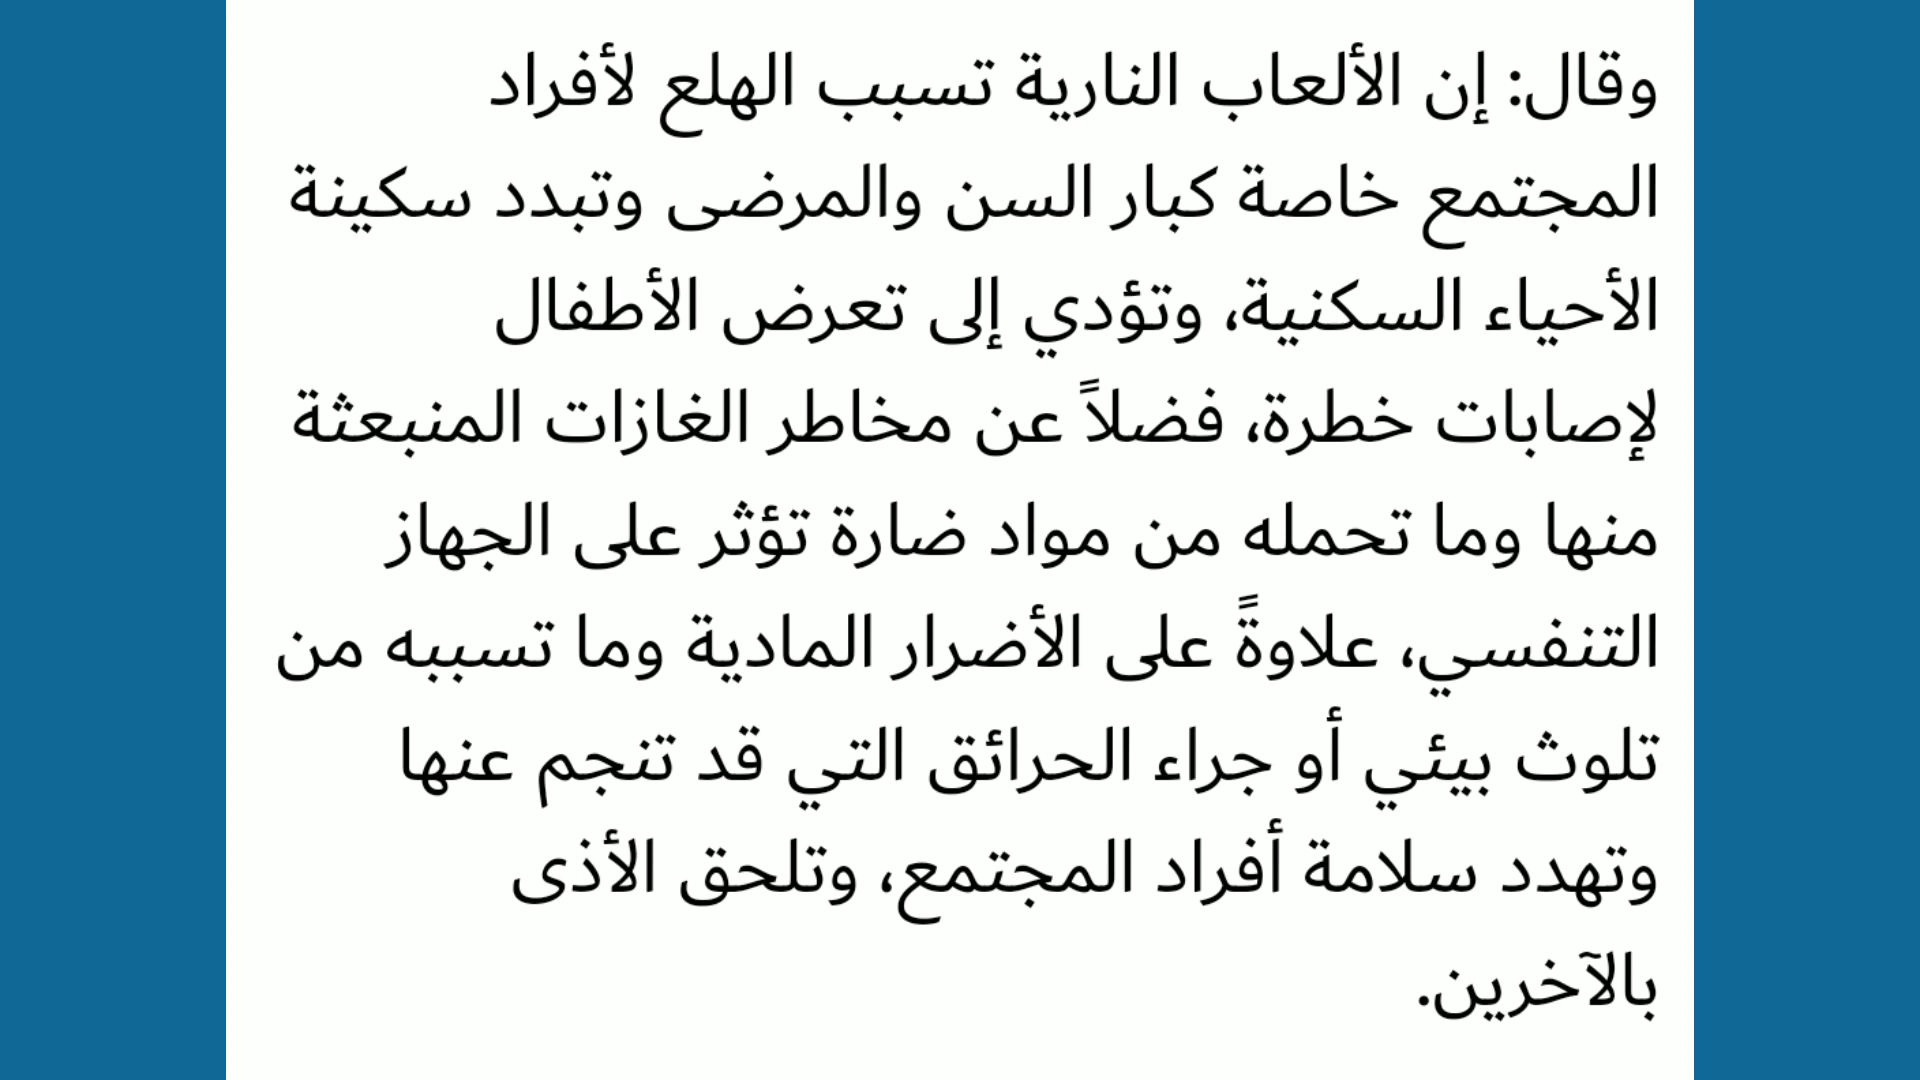 وقال: إن الألعاب النارية تسبب الهلع لأفراد
المجتمع خاصة كبار السن والمرضى وتبدد سكينة
الأحياء السكنية، وتؤدي إلى تعرض الأطفال
لإصابات خطرة، فضلاً عن مخاطر الغازات المنبعثة
منها وما تحمله من مواد ضارة تؤثر على الجهاز
التنفسي، علاوةً على الأضرار المادية وما تسببه من
تلوث بيئي أو جراء الحرائق التي قد تنجم عنها
وتهدد سلامة أفراد المجتمع، وتلحق الأذى
بالآخرين.